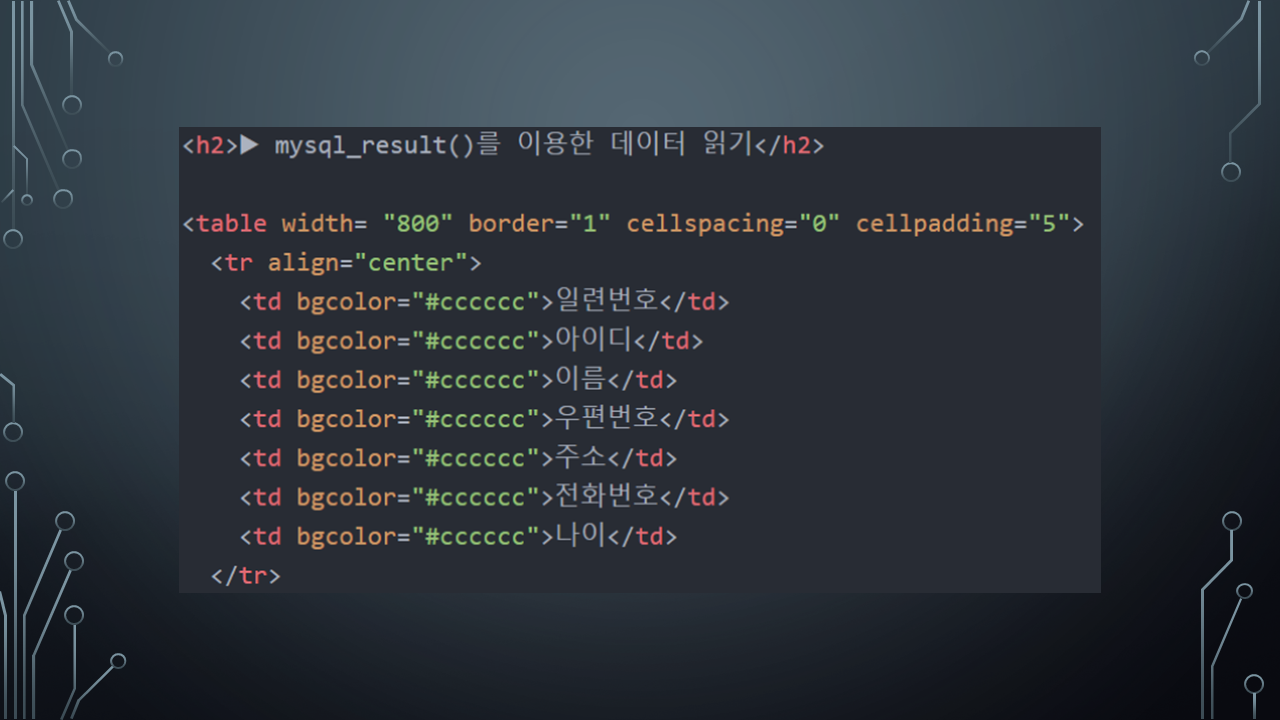 <h2>▶ mysql_result()를 이용한 데이터 읽기</h2>
<table width= "800" border="1" cellspacing="0" cellpadding="5">
<tr align="center">
<td bgcolor="#cccccc">일련번호</td>
<td bgcolor="#cccccc">아이디</td>
<td bgcolor="#cccccc">이름</td>
<td bgcolor="#cccccc">우편번호</td>
<td bgcolor="#cccccc">주소</td>
<td bgcolor="#cccccc">전화번호</td>
<td bgcolor="#cccccc">나이</td>
</tr>